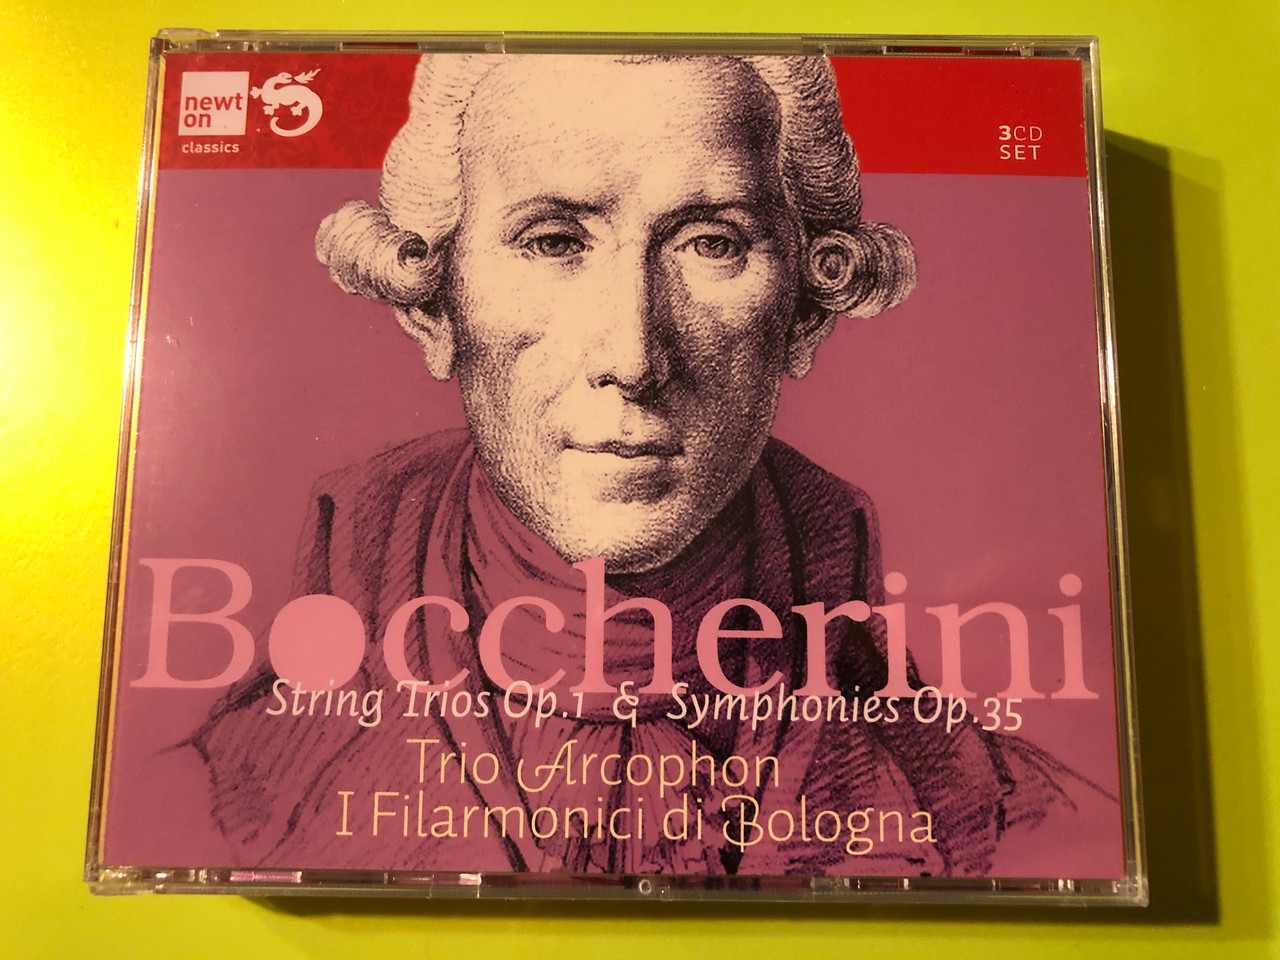 newt
on
classics
3CD
SET
Boccherini
String Trios Op.1 & Symphonies Op.35
Trio Arcophon
I Filarmonici di Bologna